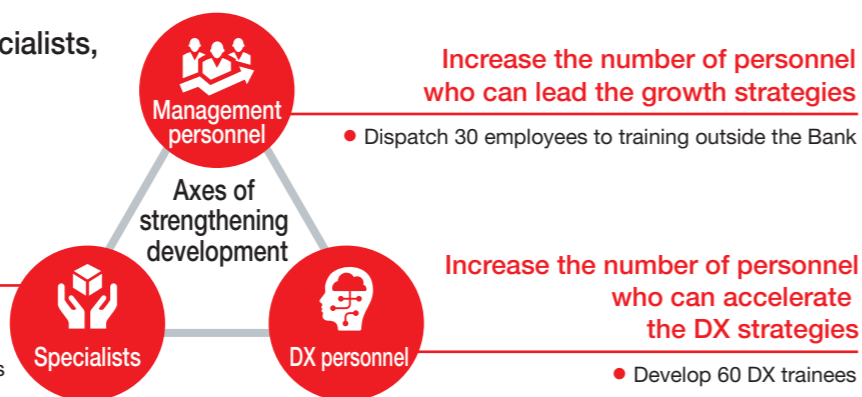 cialists,
Management
personnel
Increase the number of personnel
who can lead the growth strategies
● Dispatch 30 employees to training outside the Bank
Axes of
strengthening
development
Specialists
s
DX personnel
Increase the number of personnel
who can accelerate
the DX strategies
● Develop 60 DX trainees